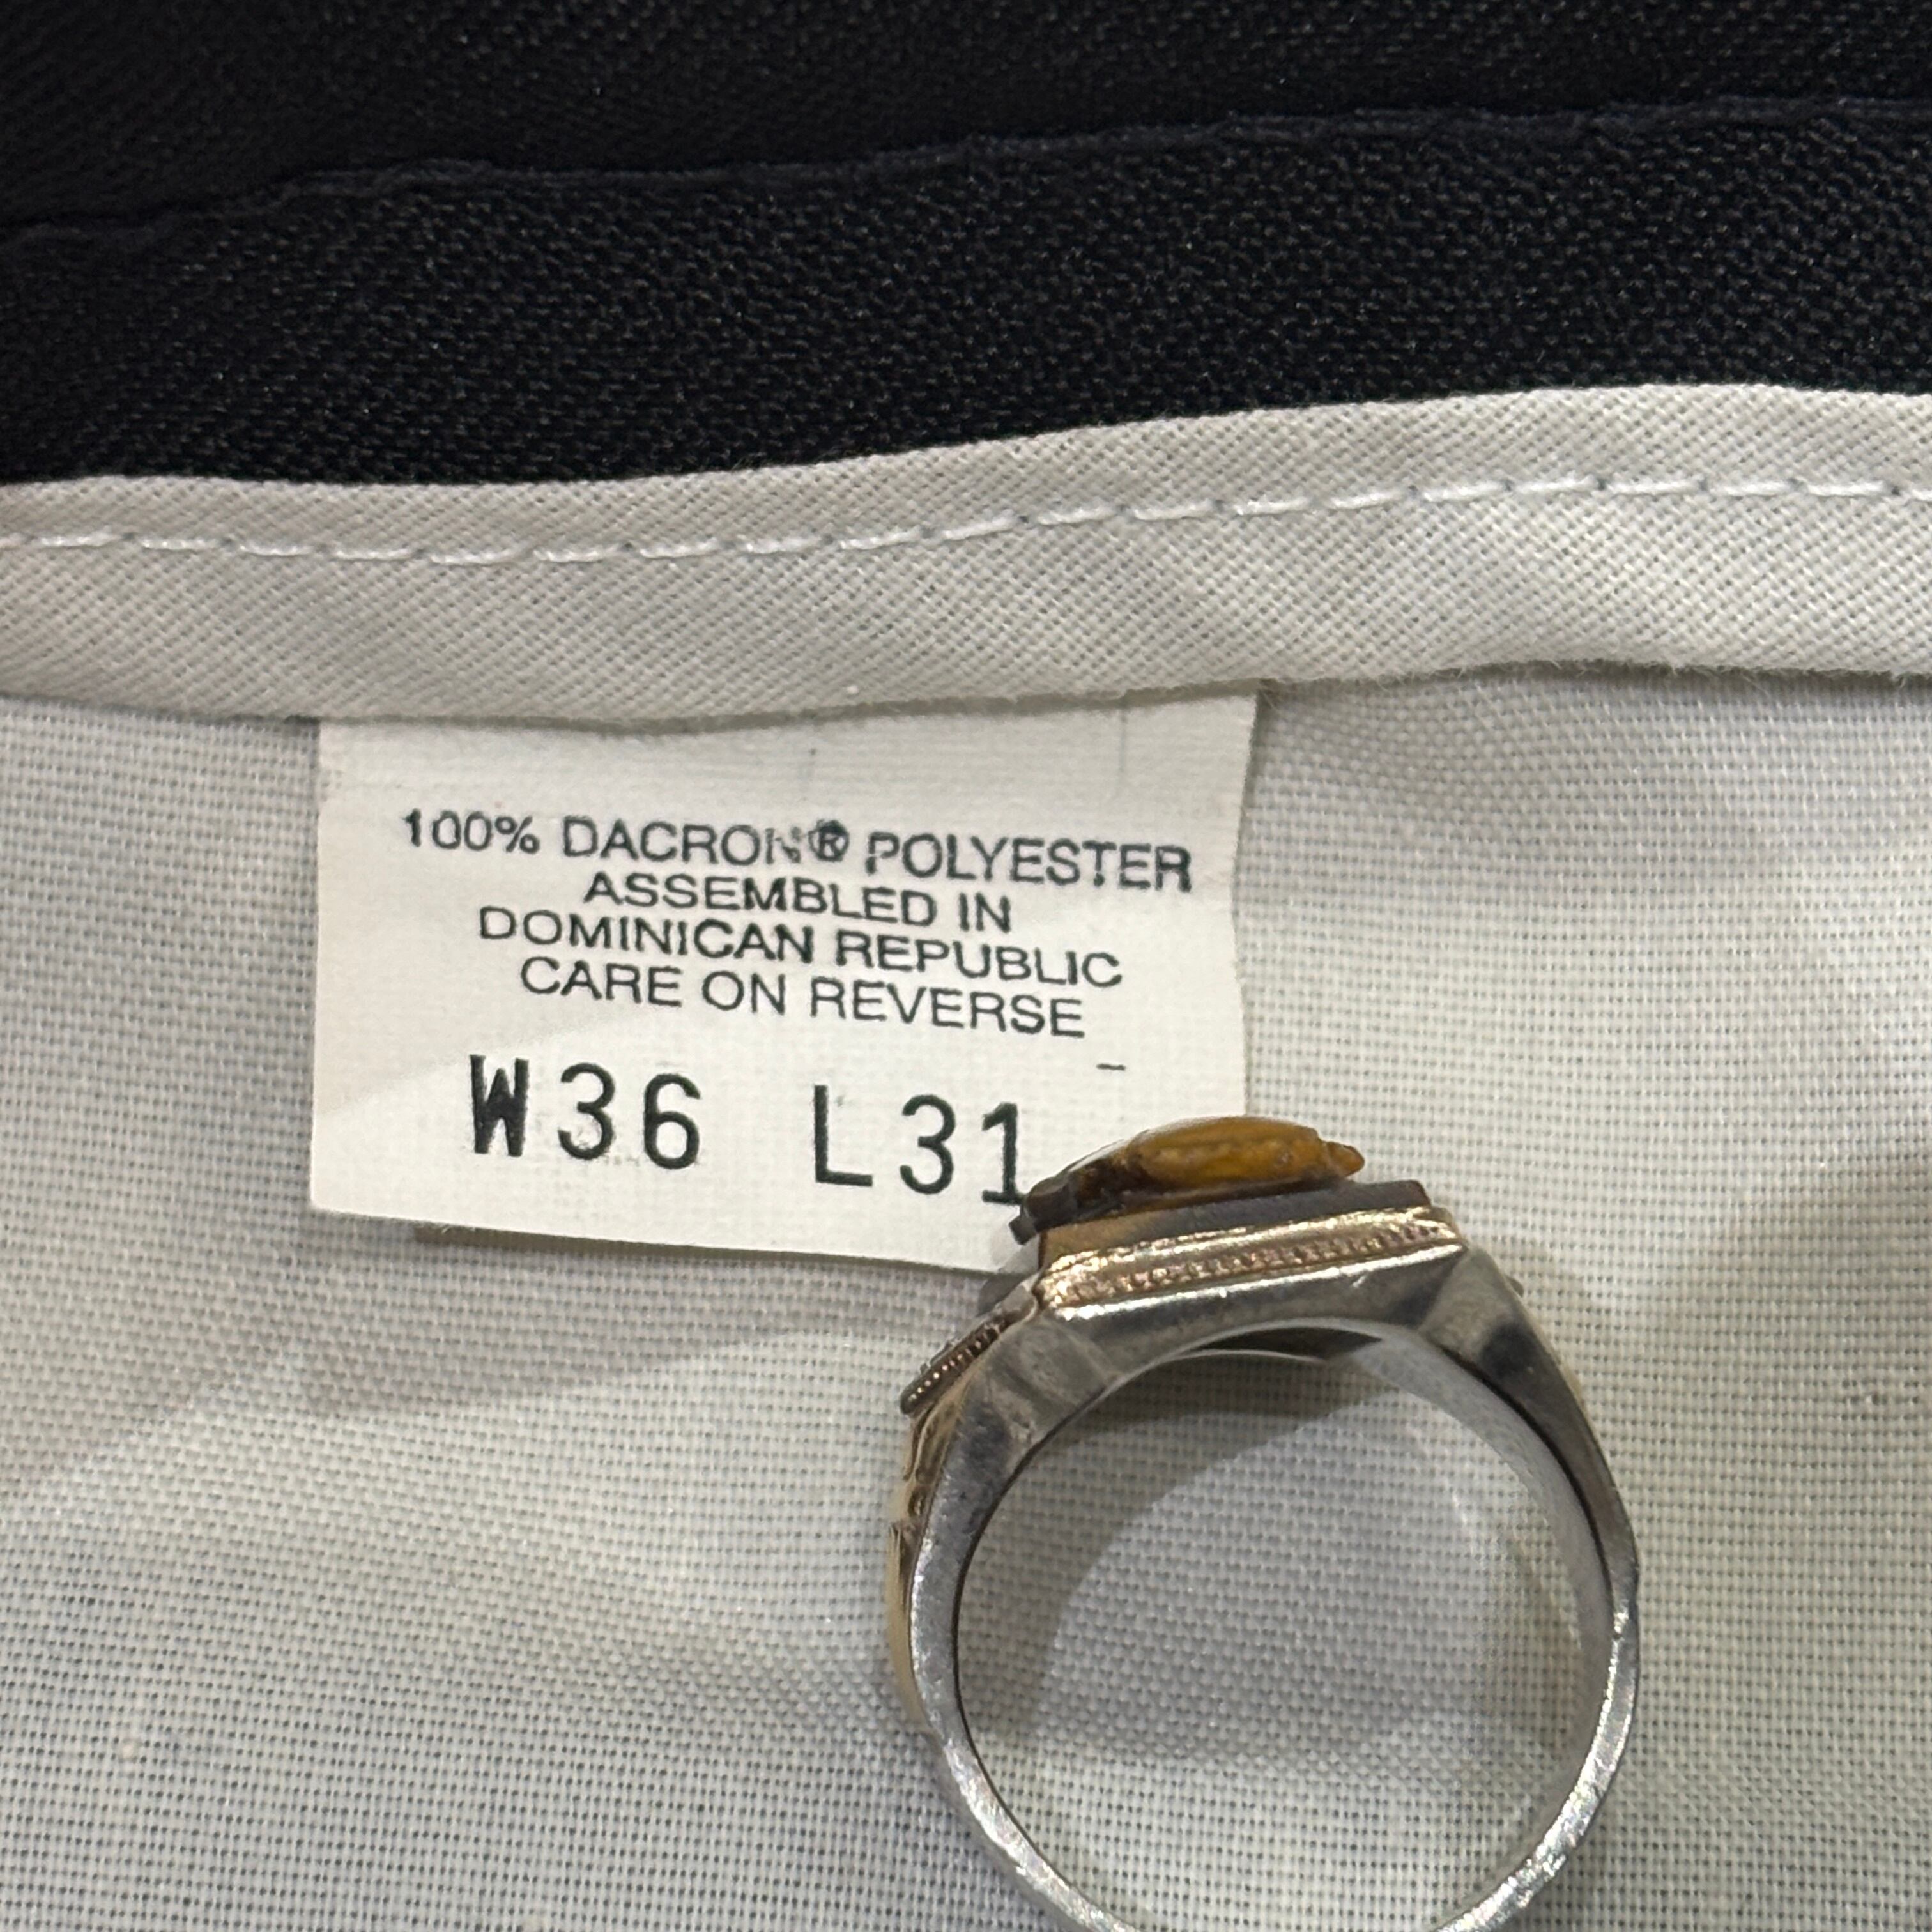 100% DACRON® POLYESTER
ASSEMBLED IN
DOMINICAN REPUBLIC
CARE ON REVERSE
W36 L31